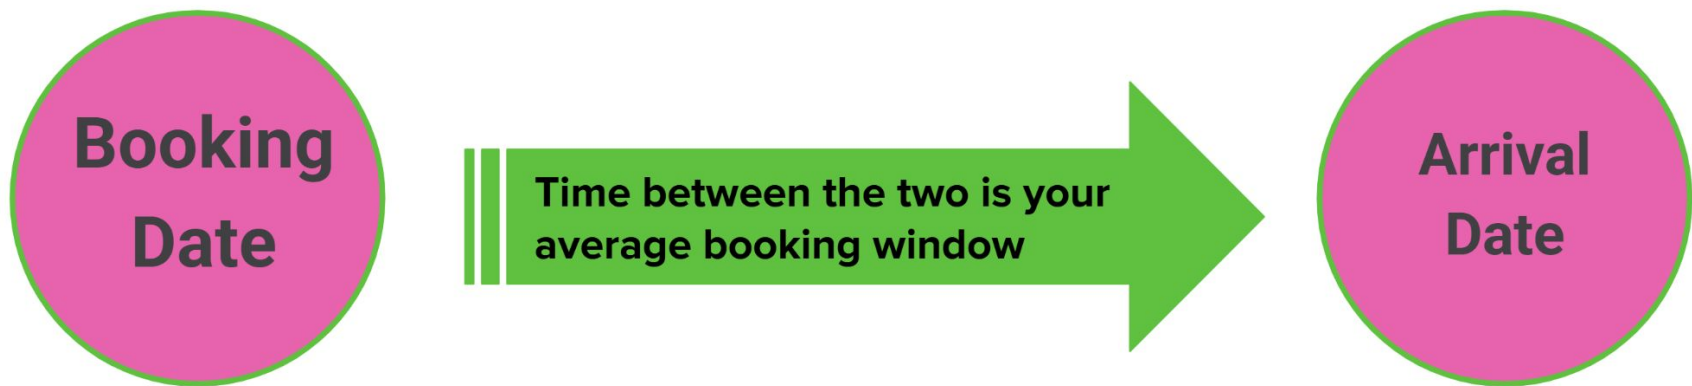 Booking
Date
Time between the two is your
average booking window
Arrival
Date